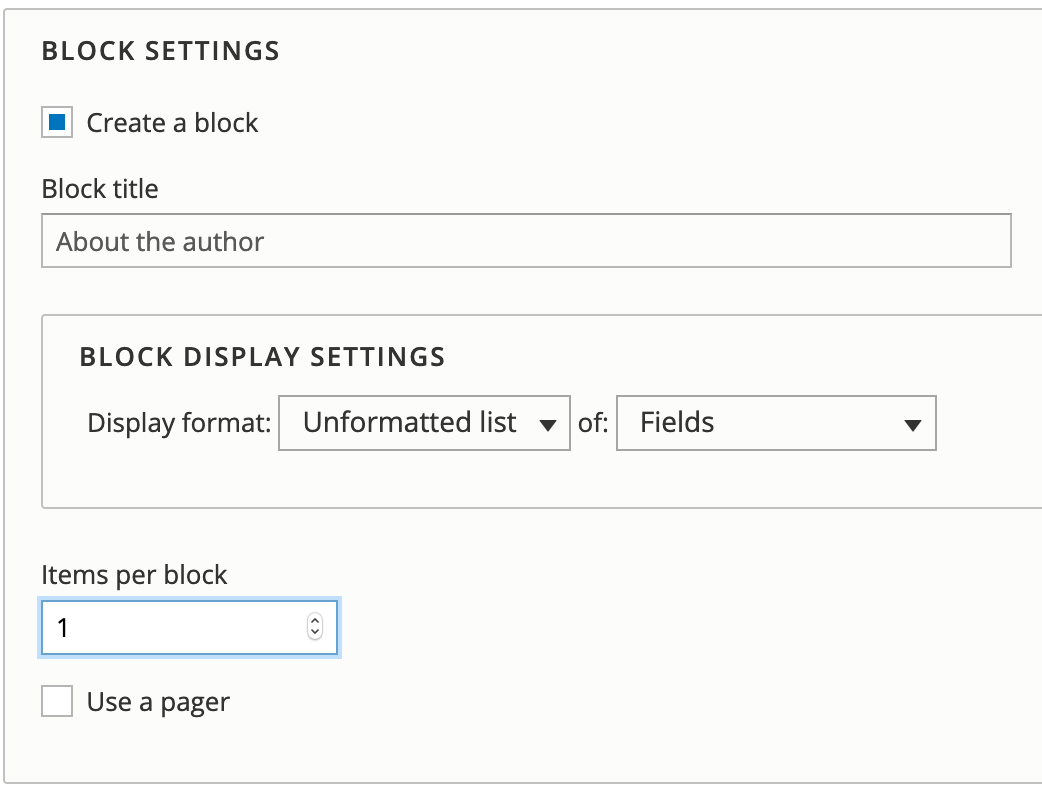 BLOCK SETTINGS
Create a block
Block title
About the author
BLOCK DISPLAY SETTINGS
Display format: Unformatted list of: Fields
Items per block
1
Use a pager